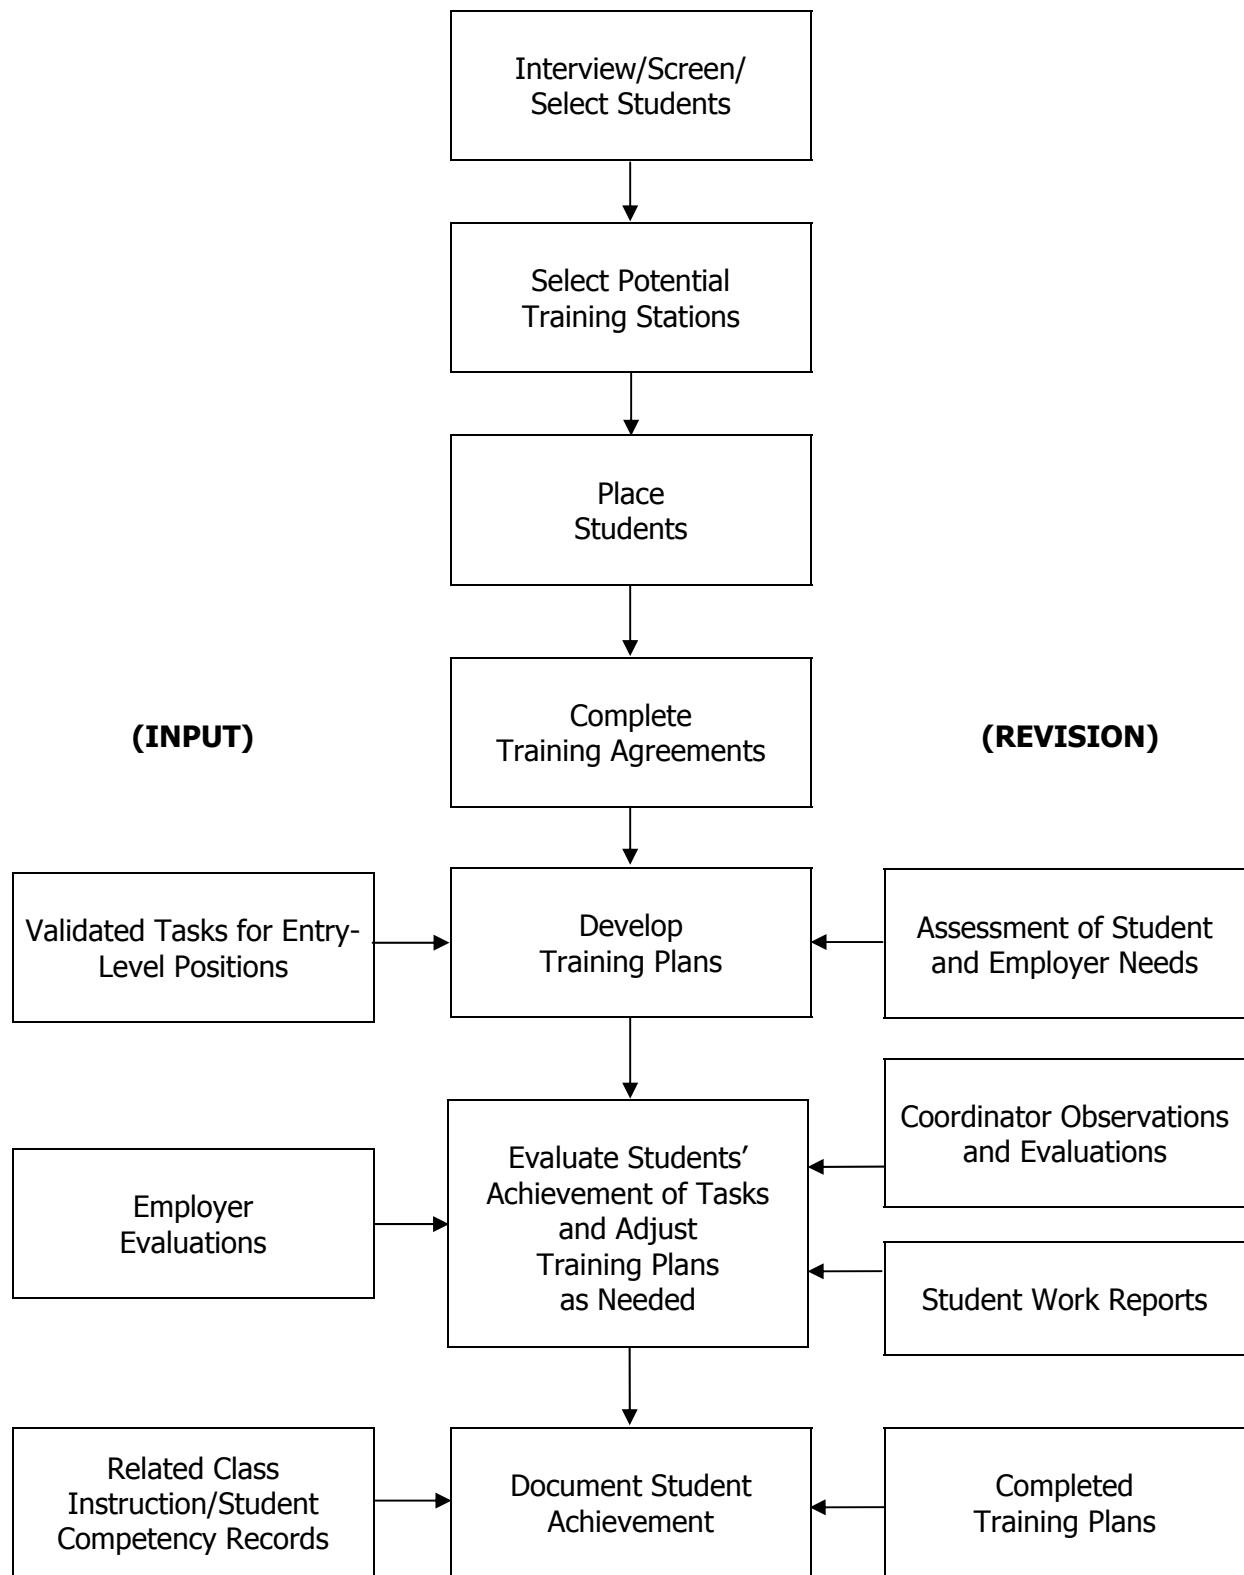 Interview/Screen/
Select Students
Select Potential
Training Stations
Place
Students
Complete
Training Agreements
(INPUT)
(REVISION)
Validated Tasks for Entry-
Level Positions
Develop
Training Plans
Assessment of Student
and Employer Needs
Employer
Evaluations
Evaluate Students’
Achievement of Tasks
and Adjust
Training Plans
as Needed
Coordinator Observations
and Evaluations
Student Work Reports
Related Class
Instruction/Student
Competency Records
Document Student
Achievement
Completed
Training Plans